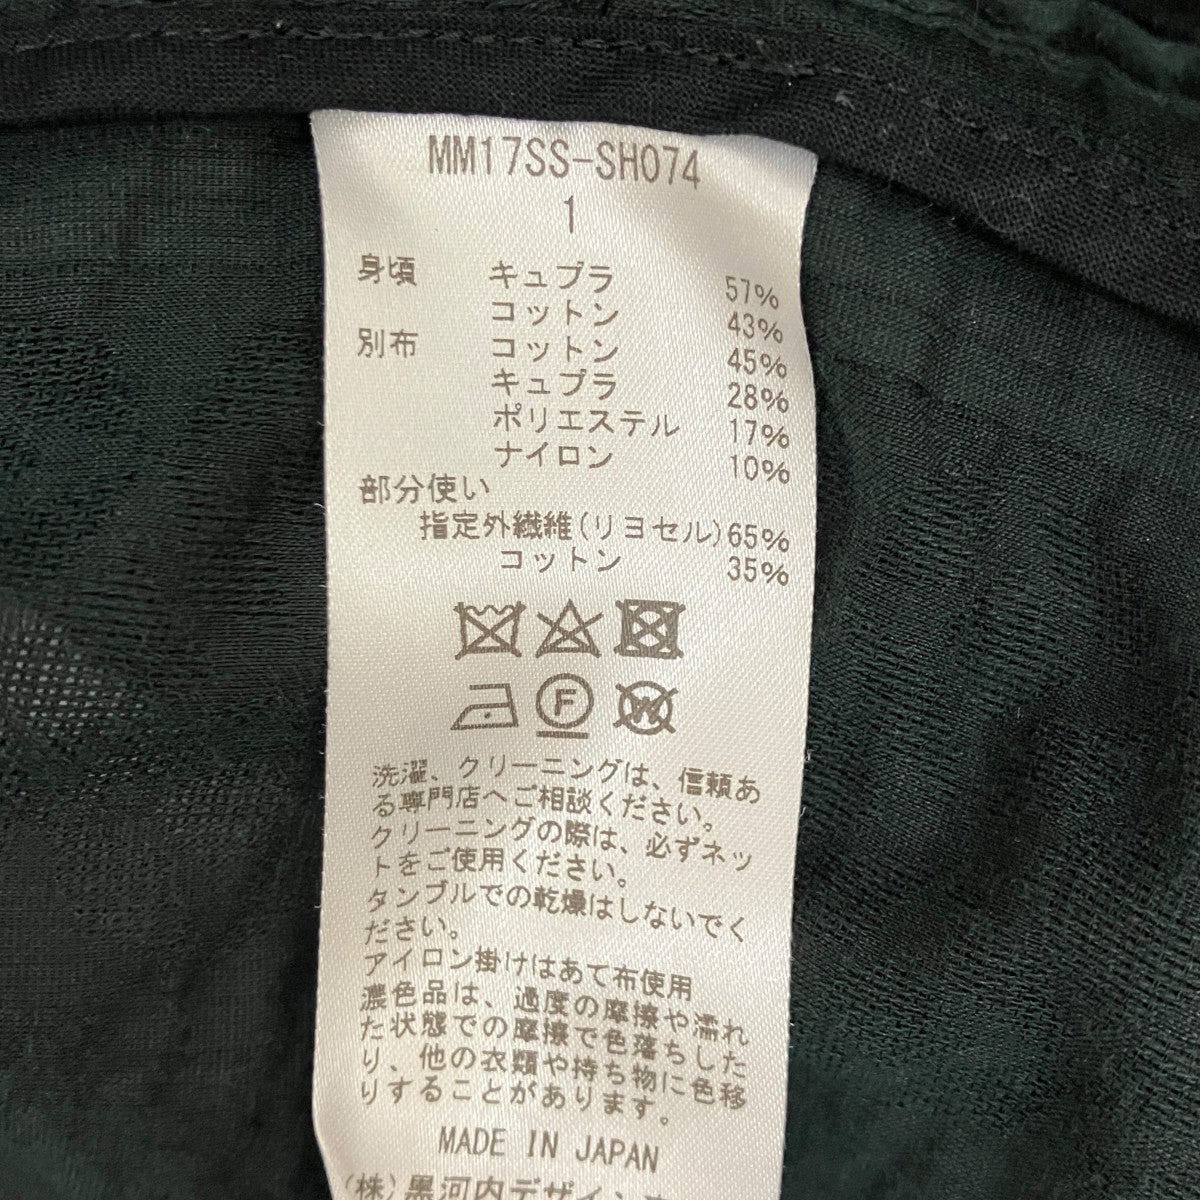 MM17SS-SH074
1
身頃 キュプラ 57%
コットン 43%
別布 コットン 45%
キュプラ 28%
ポリエステル 17%
ナイロン 10%
部分使い
指定外繊維(リヨセル)65%
コットン 35%
F W
洗濯、クリーニングは、信頼あ
る専門店へご相談ください。
クリーニングの際は、必ずネッ
トをご使用ください。
タンブルでの乾燥はしないでく
ださい。
アイロン掛けはあて布使用
濃色品は、過度の摩擦や濡れ
た状態での摩擦で色落ちした
り、他の衣類や持ち物に色移
りすることがあります。
MADE IN JAPAN
(株)黒河内デザイン